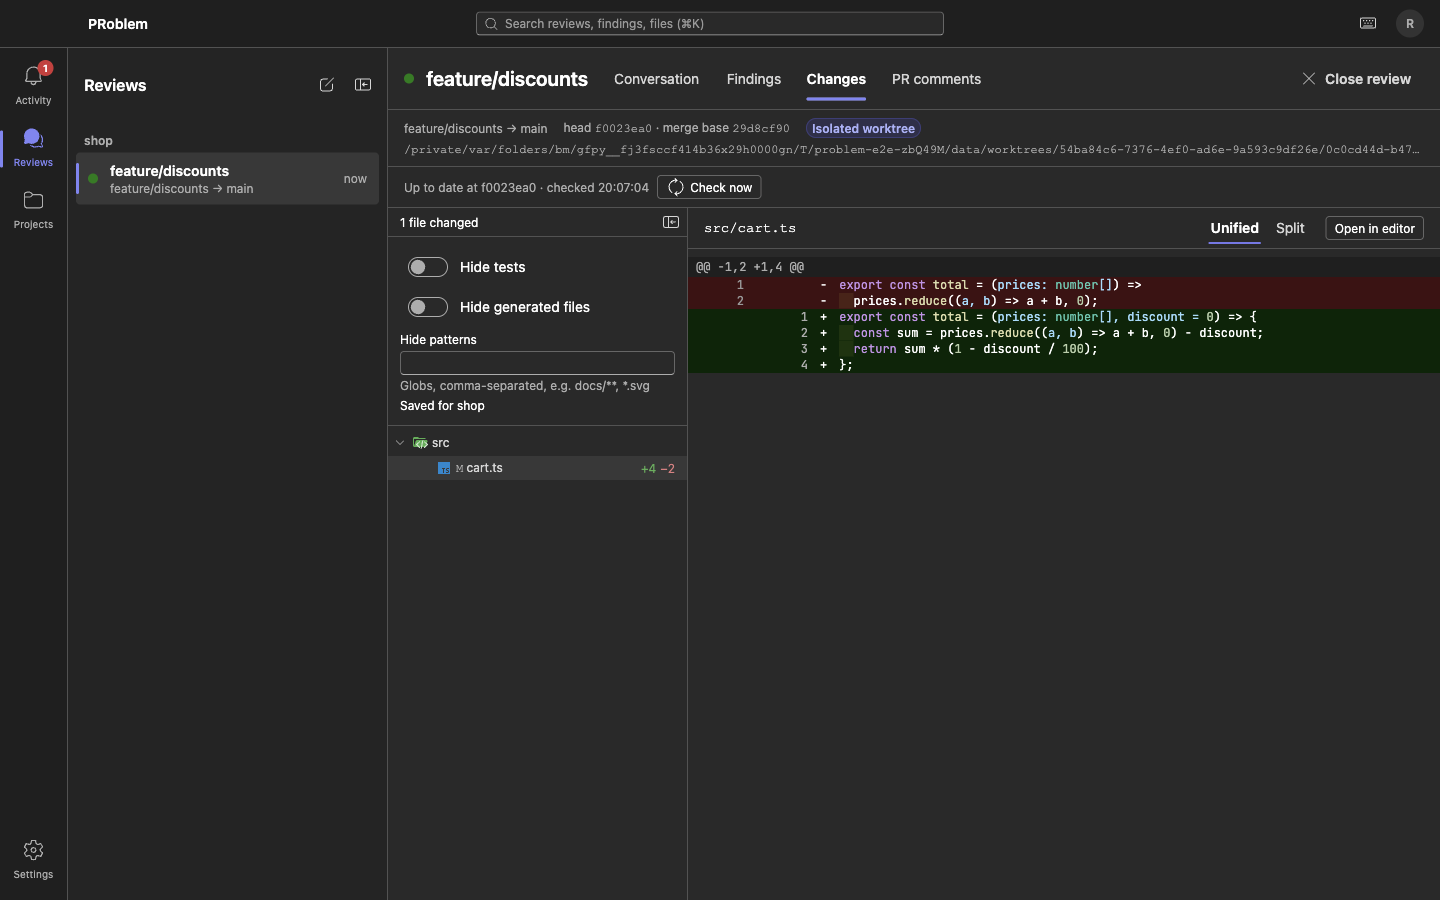 PRoblem
Search reviews, findings, files (⌘K)
R
1
Activity
Reviews
Projects
Settings
Reviews
shop
feature/discounts
feature/discounts → main
now
feature/discounts
Conversation
Findings
Changes
PR comments
Close review
feature/discounts → main head f0023ea0 · merge base 29d8cf90 Isolated worktree
/private/var/folders/bm/gfpy__fj3fsccf414b36x29h0000gn/T/problem-e2e-zbQ49M/data/worktrees/54ba84c6-7376-4ef0-ad6e-9a593c9df26e/0c0cd44d-b47…
Up to date at f0023ea0 · checked 20:07:04 Check now
1 file changed
Hide tests
Hide generated files
Hide patterns
Globs, comma-separated, e.g. docs/**, *.svg
Saved for shop
src
TS M cart.ts +4 −2
src/cart.ts
Unified
Split
Open in editor
@@ -1,2 +1,4 @@
1 - export const total = (prices: number[]) =>
2 - prices.reduce((a, b) => a + b, 0);
1 + export const total = (prices: number[], discount = 0) => {
2 + const sum = prices.reduce((a, b) => a + b, 0) - discount;
3 + return sum * (1 - discount / 100);
4 + };